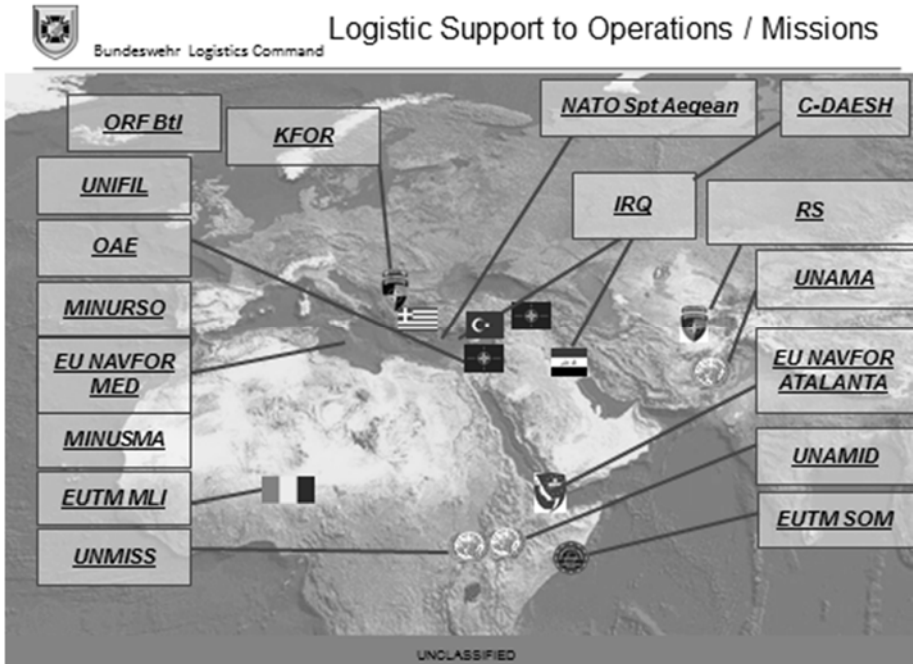 Logistic Support to Operations / Missions
Bundeswehr Logistics Command
ORF Btl
KFOR
NATO Spt Aegean
C-DAESH
UNIFIL
IRQ
RS
OAE
UNAMA
MINURSO
EU NAVFOR
MED
EU NAVFOR
ATALANTA
MINUSMA
UNAMID
EUTM MLI
EUTM SOM
UNMISS
UNCLASSIFIED